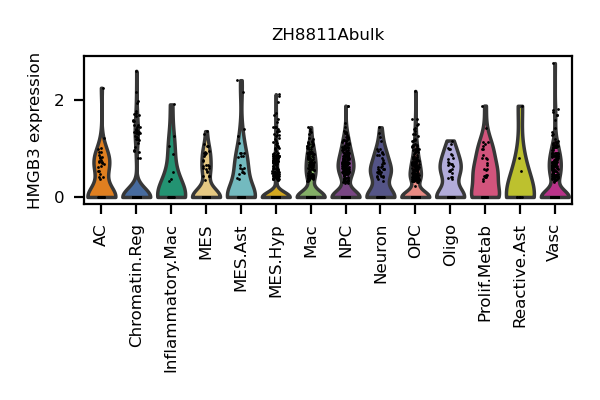 ZH8811Abulk
HMGB3 expression
2
0
AC
Chromatin.Reg
Inflammatory.Mac
MES
MES.Ast
MES.Hyp
Mac
NPC
Neuron
OPC
Oligo
Prolif.Metab
Reactive.Ast
Vasc